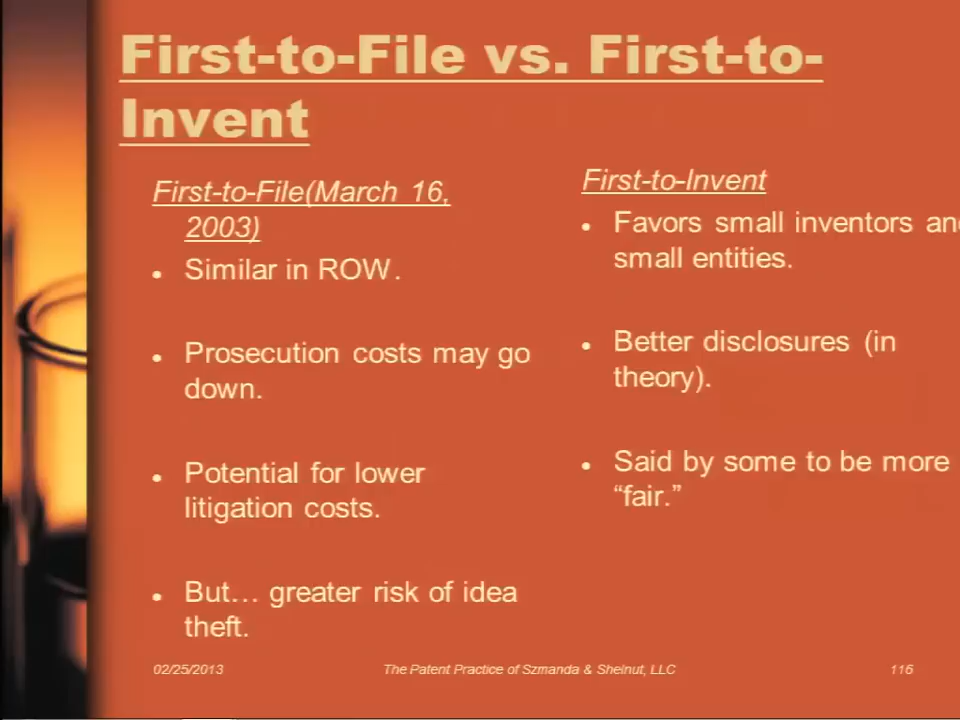 First-to-File vs. First-to-
Invent
First-to-File(March 16,
2003)
• Similar in ROW.
• Prosecution costs may go
down.
• Potential for lower
litigation costs.
• But… greater risk of idea
theft.
First-to-Invent
• Favors small inventors an
small entities.
• Better disclosures (in
theory).
• Said by some to be more
“fair.”
02/25/2013
The Patent Practice of Szmanda & Shelnut, LLC
116